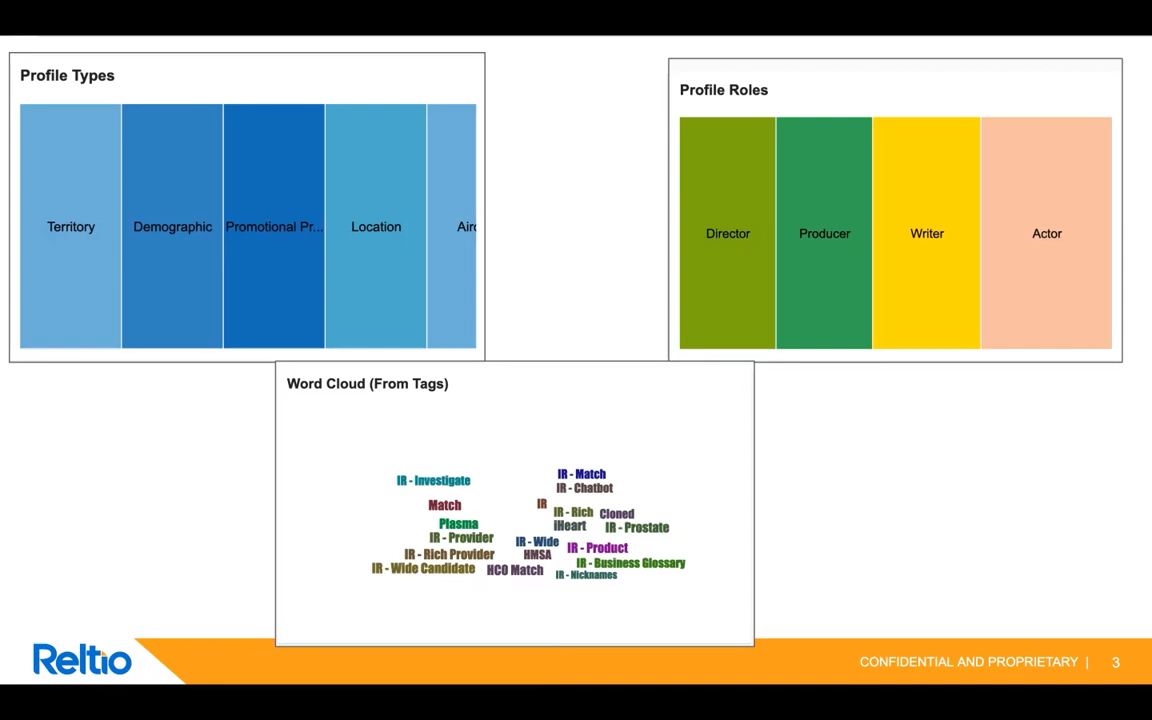 Profile Types
Territory
Demographic
Promotional Pr...
Location
Profile Roles
Director
Producer
Writer
Actor
Word Cloud (From Tags)
IR - Investigate
IR - Match
IR - Chatbot
Match
IR
IR - Rich
Cloned
Plasma
iHeart
IR - Prostate
IR - Provider
IR - Wide
IR - Product
IR - Rich Provider
HMSA
IR - Business Glossary
IR - Wide Candidate
HCO Match
IR - Nicknames
Reltio
CONFIDENTIAL AND PROPRIETARY | 3